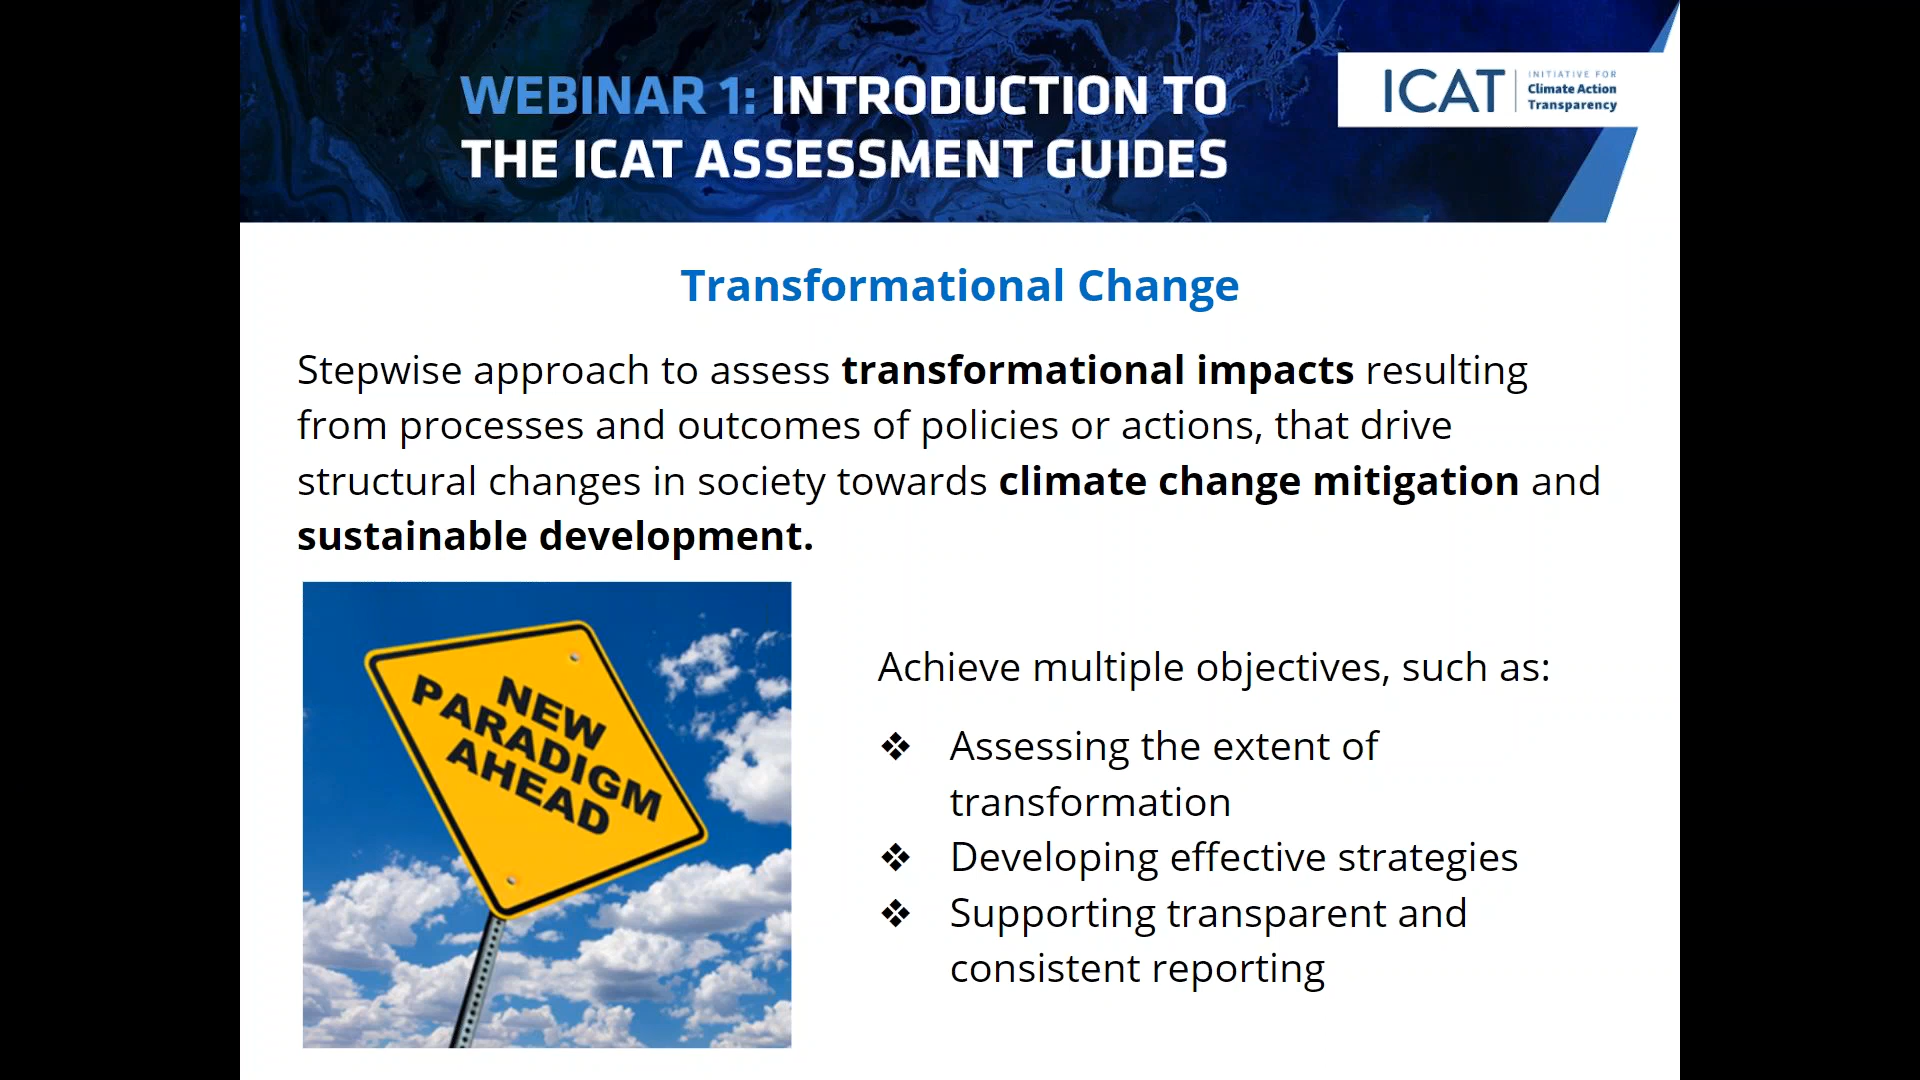 WEBINAR 1: INTRODUCTION TO
THE ICAT ASSESSMENT GUIDES
ICAT
INITIATIVE FOR
Climate Action
Transparency
Transformational Change
Stepwise approach to assess transformational impacts resulting
from processes and outcomes of policies or actions, that drive
structural changes in society towards climate change mitigation and
sustainable development.
NEW
PARADIGM
AHEAD
Achieve multiple objectives, such as:
❖ Assessing the extent of
transformation
❖ Developing effective strategies
❖ Supporting transparent and
consistent reporting